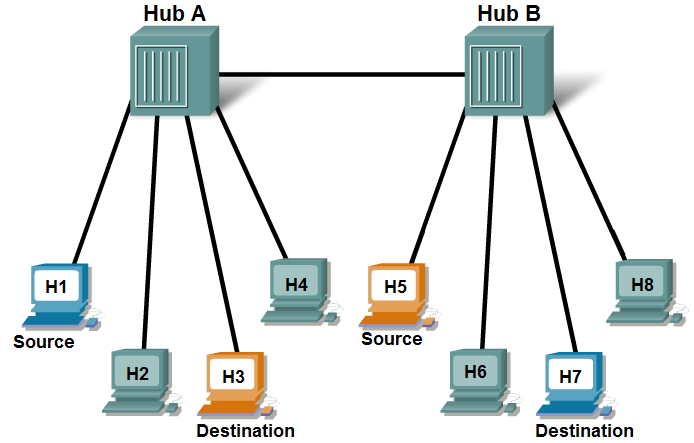 Hub A
Hub B
H1
Source
H2
H3
Destination
H4
H5
Source
H6
H7
Destination
H8